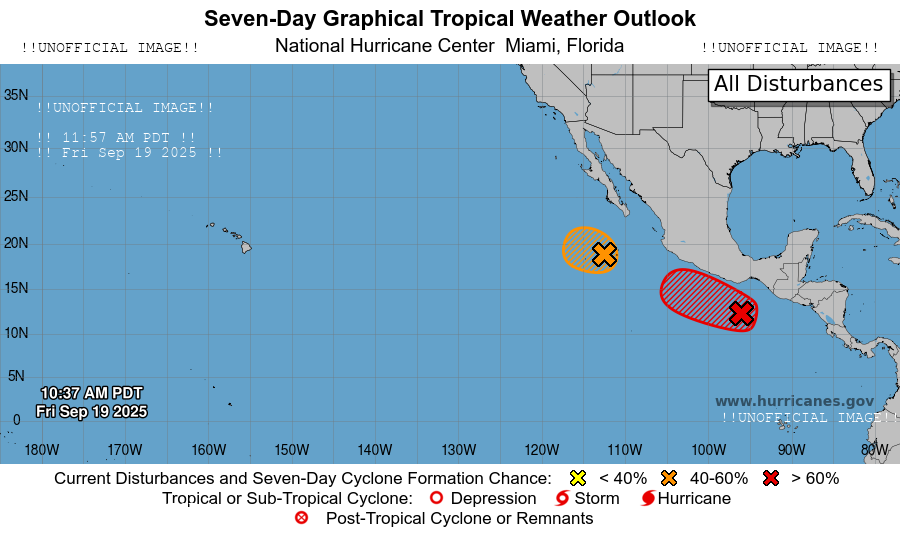 Seven-Day Graphical Tropical Weather Outlook
!!UNOFFICIAL IMAGE!! National Hurricane Center Miami, Florida !!UNOFFICIAL IMAGE!!
All Disturbances
35N
!!UNOFFICIAL IMAGE!!
!! 11:57 AM PDT !!
30N
!! Fri Sep 19 2025 !!
25N
20N
15N
10N
5N
10:37 AM PDT
Fri Sep 19 2025
www.hurricanes.gov
!!UNOFFICIAL IMAGE!!
0
180W 170W 160W 150W 140W 130W 120W 110W 100W 90W 80W
Current Disturbances and Seven-Day Cyclone Formation Chance: < 40% 40-60% > 60%
Tropical or Sub-Tropical Cyclone: Depression Storm Hurricane
Post-Tropical Cyclone or Remnants